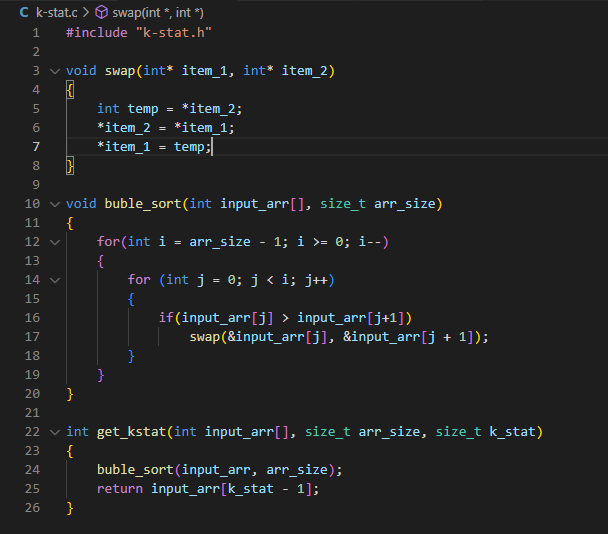 k-stat.c > swap(int *, int *)
1 #include "k-stat.h"
2
3 void swap(int* item_1, int* item_2)
4 {
5     int temp = *item_2;
6     *item_2 = *item_1;
7     *item_1 = temp;
8 }
9
10 void buble_sort(int input_arr[], size_t arr_size)
11 {
12     for(int i = arr_size - 1; i >= 0; i--)
13     {
14         for (int j = 0; j < i; j++)
15         {
16             if(input_arr[j] > input_arr[j+1])
17                 swap(&input_arr[j], &input_arr[j + 1]);
18         }
19     }
20 }
21
22 int get_kstat(int input_arr[], size_t arr_size, size_t k_stat)
23 {
24     buble_sort(input_arr, arr_size);
25     return input_arr[k_stat - 1];
26 }